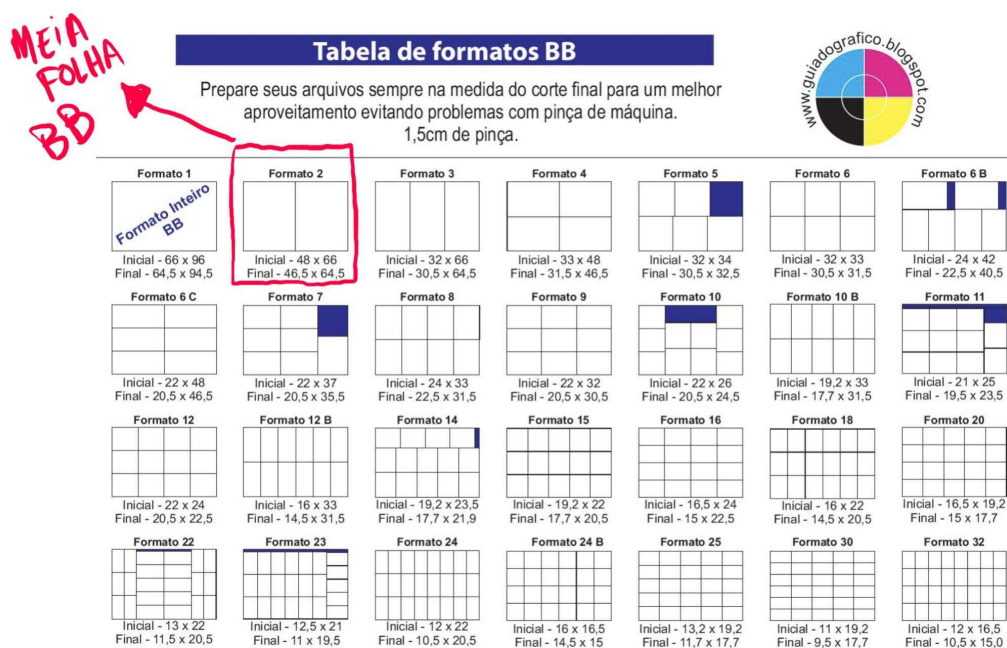 MEIA
FOLHA
BB
Tabela de formatos BB
Prepare seus arquivos sempre na medida do corte final para um melhor
aproveitamento evitando problemas com pinça de máquina.
1,5cm de pinça.
www.guiadografico.blogspot.com
Formato 1
Formato Inteiro
BB
Inicial - 66 x 96
Final - 64,5 x 94,5
Formato 2
Inicial - 48 x 66
Final - 46,5 x 64,5
Formato 3
Inicial - 32 x 66
Final - 30,5 x 64,5
Formato 4
Inicial - 33 x 48
Final - 31,5 x 46,5
Formato 5
Inicial - 32 x 34
Final - 30,5 x 32,5
Formato 6
Inicial - 32 x 33
Final - 30,5 x 31,5
Formato 6 B
Inicial - 24 x 42
Final - 22,5 x 40,5
Formato 6 C
Inicial - 22 x 48
Final - 20,5 x 46,5
Formato 7
Inicial - 22 x 37
Final - 20,5 x 35,5
Formato 8
Inicial - 24 x 33
Final - 22,5 x 31,5
Formato 9
Inicial - 22 x 32
Final - 20,5 x 30,5
Formato 10
Inicial - 22 x 26
Final - 20,5 x 24,5
Formato 10 B
Inicial - 19,2 x 33
Final - 17,7 x 31,5
Formato 11
Inicial - 21 x 25
Final - 19,5 x 23,5
Formato 12
Inicial - 22 x 24
Final - 20,5 x 22,5
Formato 12 B
Inicial - 16 x 33
Final - 14,5 x 31,5
Formato 14
Inicial - 19,2 x 23,5
Final - 17,7 x 21,9
Formato 15
Inicial - 19,2 x 22
Final - 17,7 x 20,5
Formato 16
Inicial - 16,5 x 24
Final - 15 x 22,5
Formato 18
Inicial - 16 x 22
Final - 14,5 x 20,5
Formato 20
Inicial - 16,5 x 19,2
Final - 15 x 17,7
Formato 22
Inicial - 13 x 22
Final - 11,5 x 20,5
Formato 23
Inicial - 12,5 x 21
Final - 11 x 19,5
Formato 24
Inicial - 12 x 22
Final - 10,5 x 20,5
Formato 24 B
Inicial - 16 x 16,5
Final - 14,5 x 15
Formato 25
Inicial - 13,2 x 19,2
Final - 11,7 x 17,7
Formato 30
Inicial - 11 x 19,2
Final - 9,5 x 17,7
Formato 32
Inicial - 12 x 16,5
Final - 10,5 x 15,0